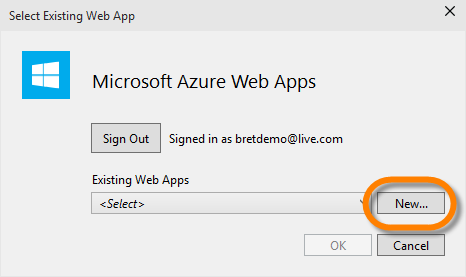 Select Existing Web App
Microsoft Azure Web Apps
Sign Out Signed in as bretdemo@live.com
Existing Web Apps
<Select> New...
OK Cancel